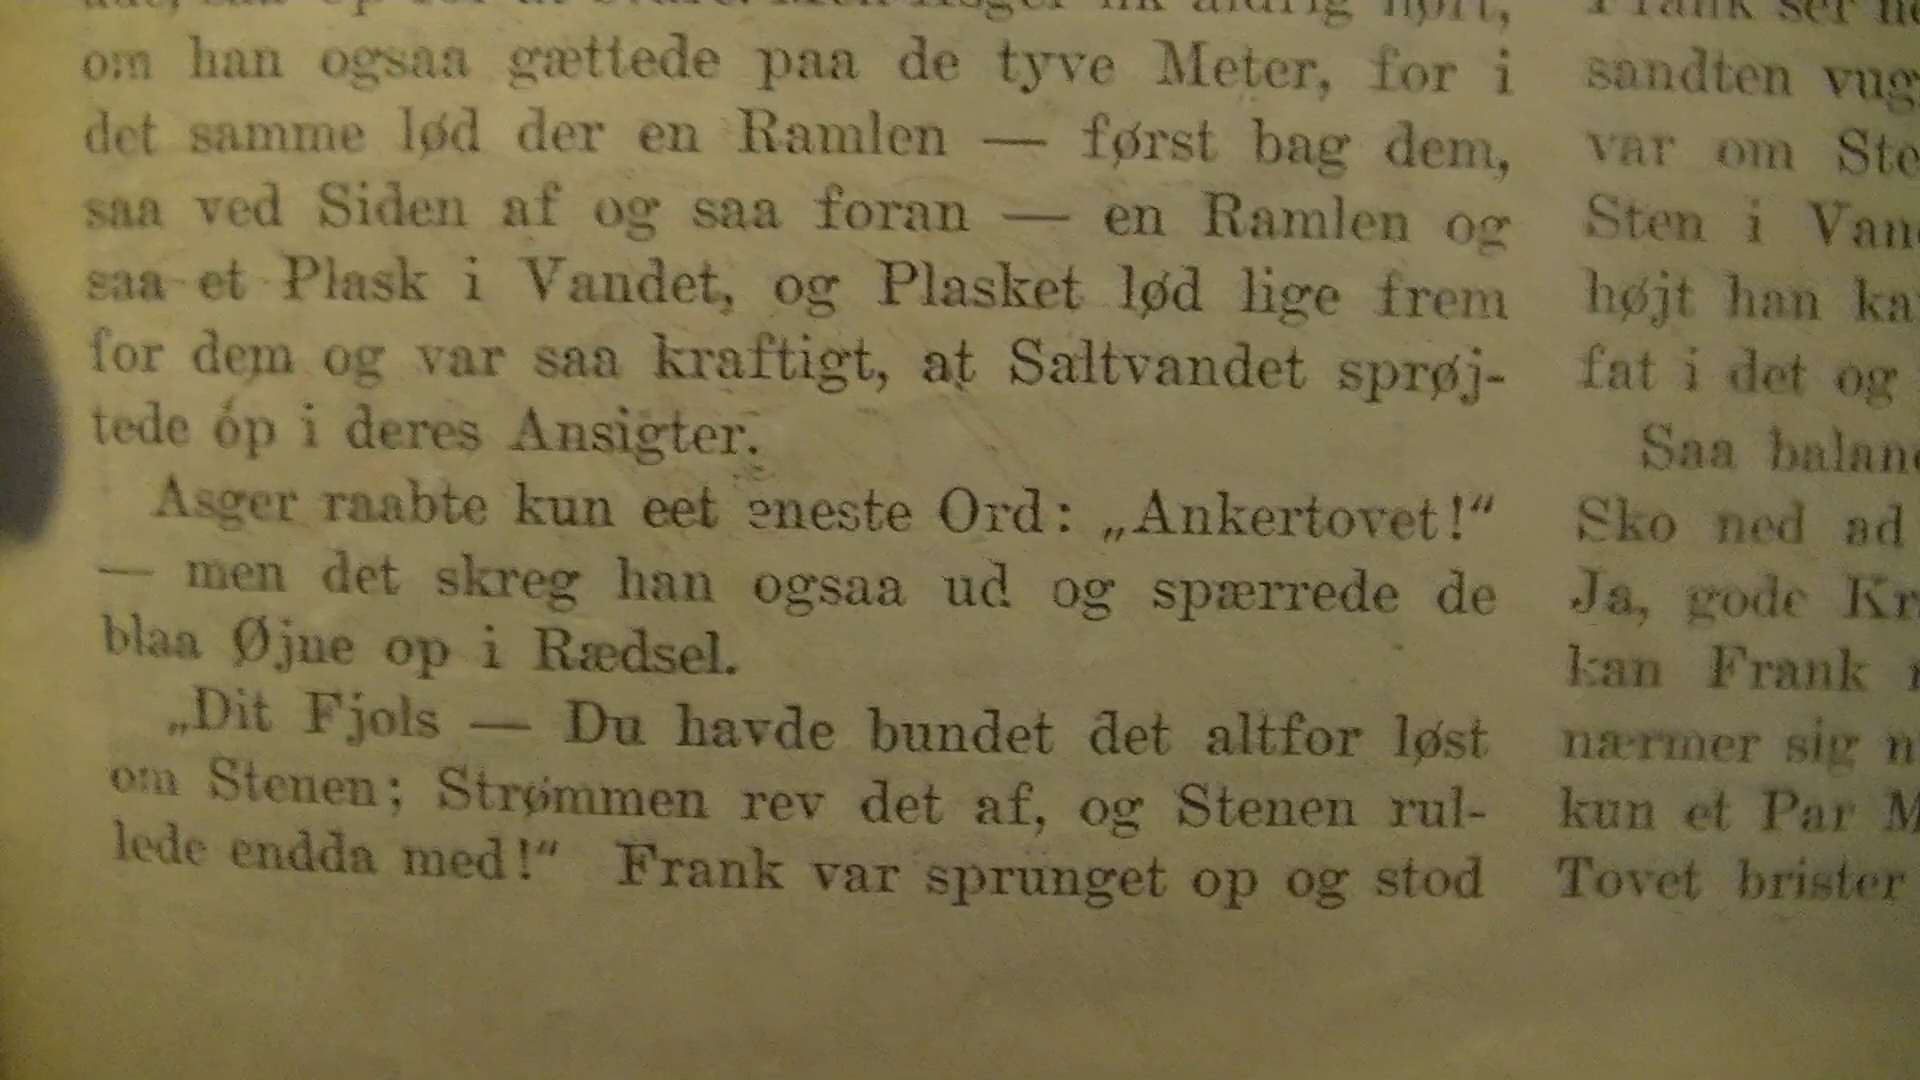 om han ogsaa gættede paa de tyve Meter, for i
det samme lød der en Ramlen — først bag dem,
saa ved Siden af og saa foran — en Ramlen og
saa et Plask i Vandet, og Plasket lød lige frem
for dem og var saa kraftigt, at Saltvandet sprøj-
tede op i deres Ansigter.
Asger raabte kun eet eneste Ord: „Ankertovet!“
— men det skreg han ogsaa ud og spærrede de
blaa Øjne op i Rædsel.
„Dit Fjols — Du havde bundet det altfor løst
om Stenen; Strømmen rev det af, og Stenen rul-
lede endda med!“ Frank var sprunget op og stod
Frank ser
sandten
var om
Sten i
højt han
fat i det og
Saa
Sko ned ad
Ja, gode
kan Frank
nærmer sig
kun et Par
Tovet brister